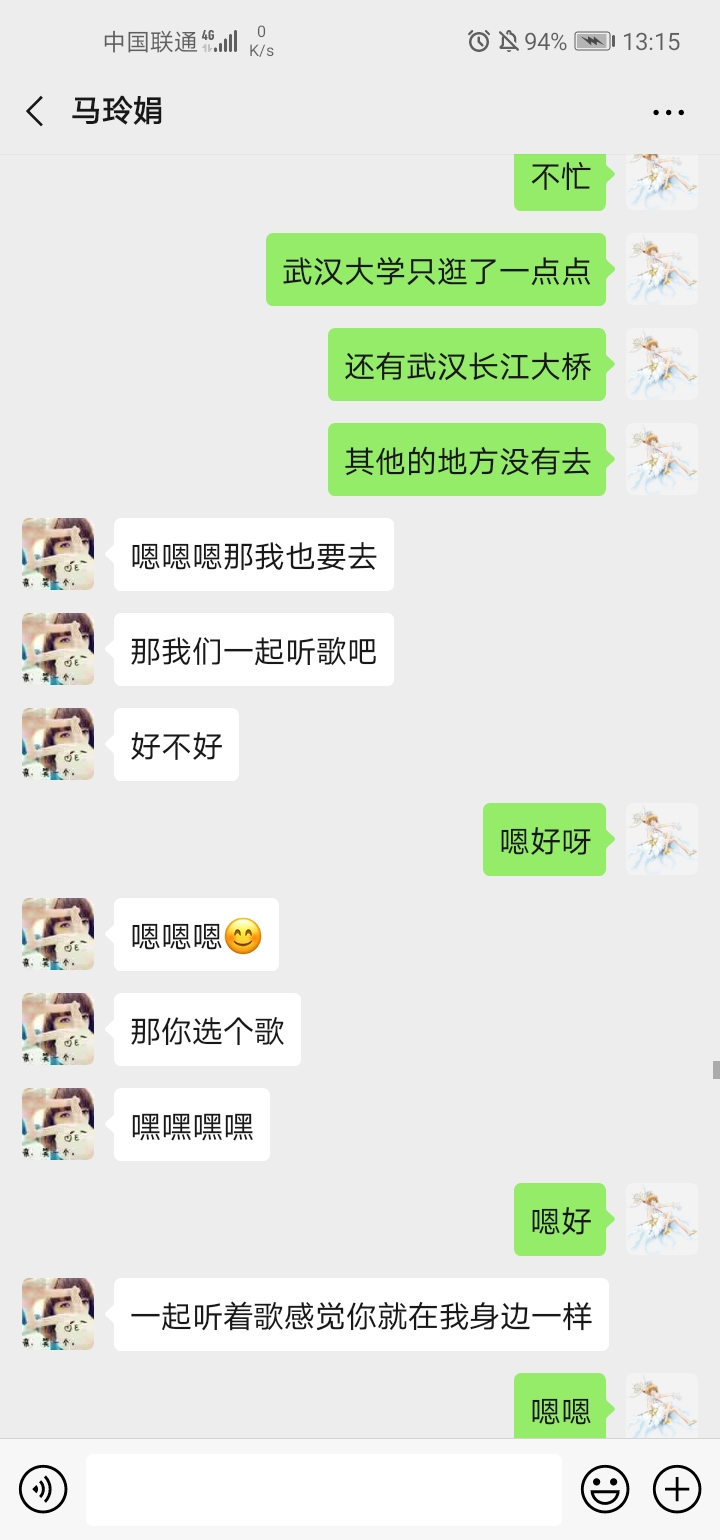 中国联通 4G 0 K/s 94% 13:15
马玲娟
不忙
武汉大学只逛了一点点
还有武汉长江大桥
其他的地方没有去
嗯嗯嗯那我也要去
那我们一起听歌吧
好不好
嗯好呀
嗯嗯嗯😊
那你选个歌
嘿嘿嘿嘿
嗯好
一起听着歌感觉你就在我身边一样
嗯嗯